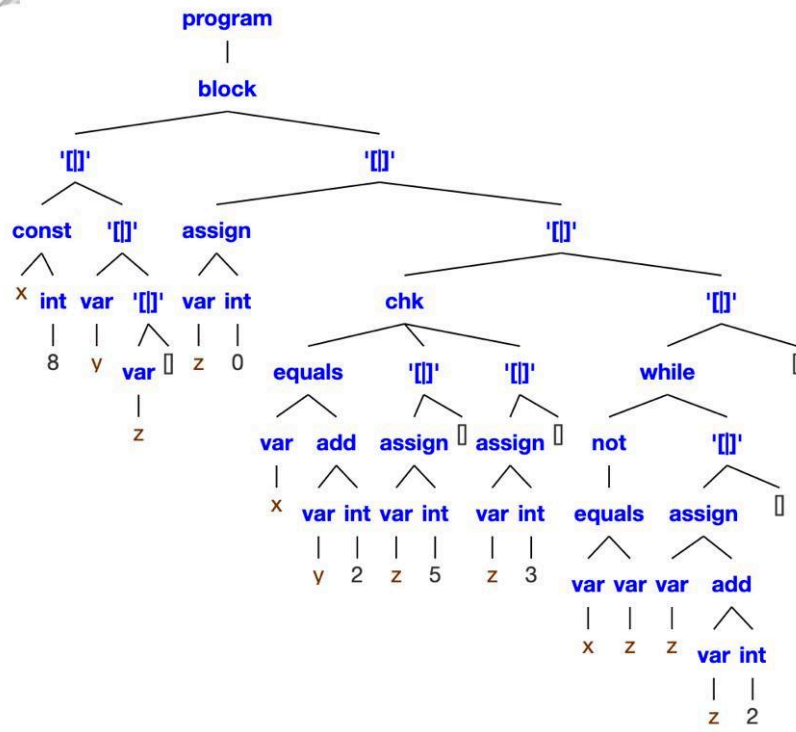 program
block
'[|]' '[|]'
const '[|]' assign '[|]'
x int var '[|]' var int chk '[|]'
8 y var [] z 0 equals '[|]' '[|]' while
z var add assign [] assign [] not '[|]'
x var int var int var int equals assign []
y 2 z 5 z 3 var var var add
x z z var int
z 2